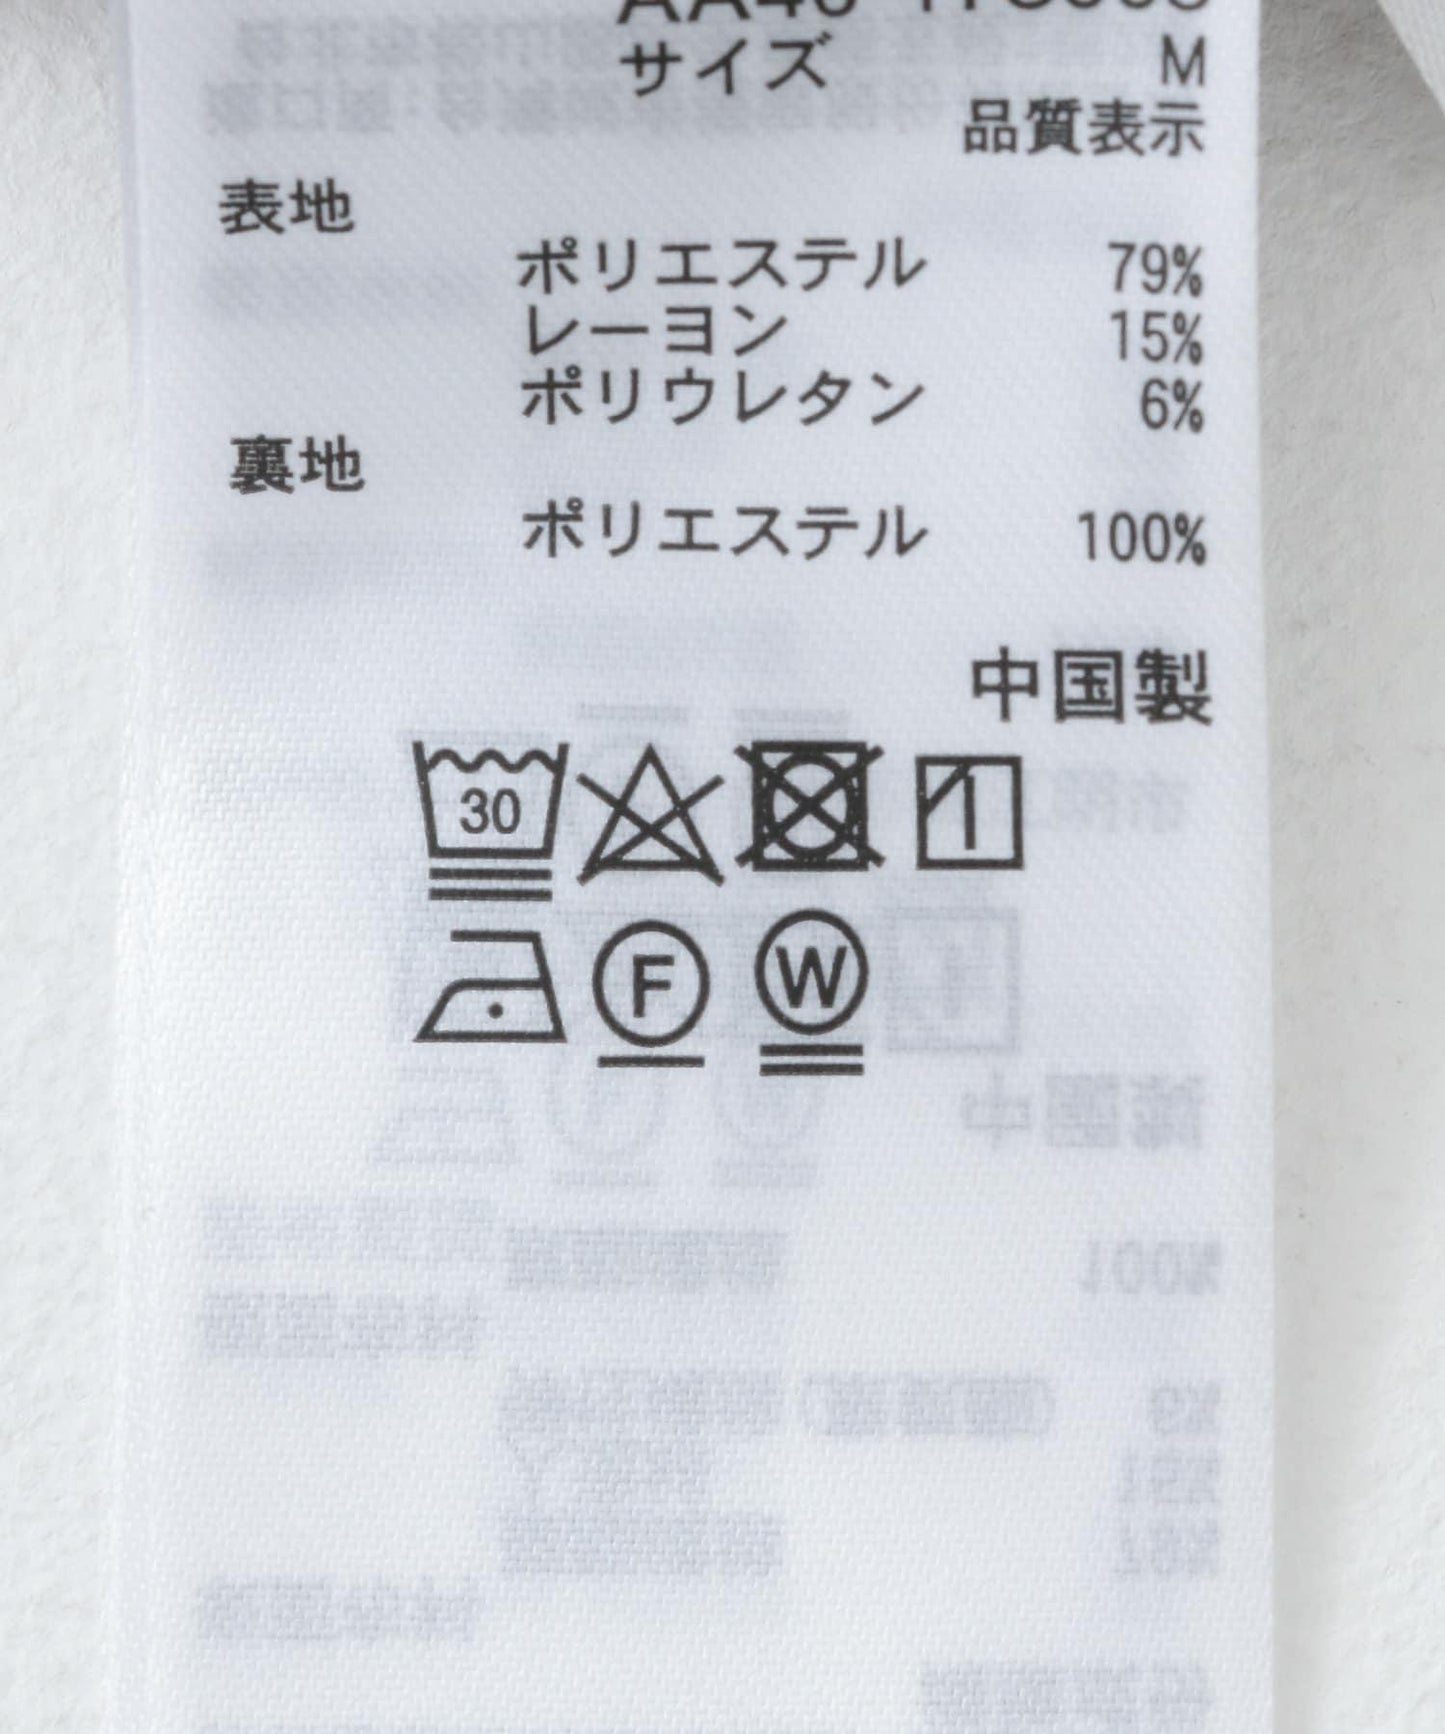 サイズ M
品質表示
表地
ポリエステル 79%
レーヨン 15%
ポリウレタン 6%
裏地
ポリエステル 100%
中国製
30
F W